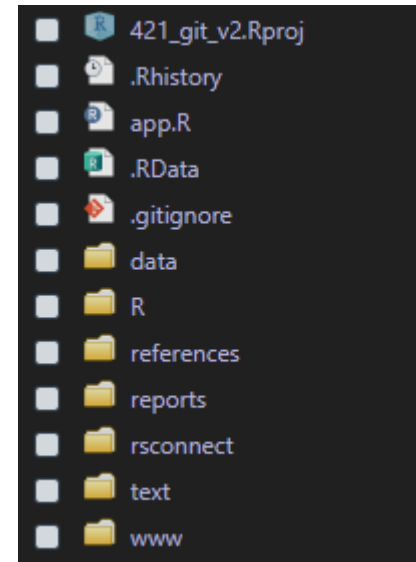 421_git_v2.Rproj
.Rhistory
app.R
.RData
.gitignore
data
R
references
reports
rsconnect
text
www